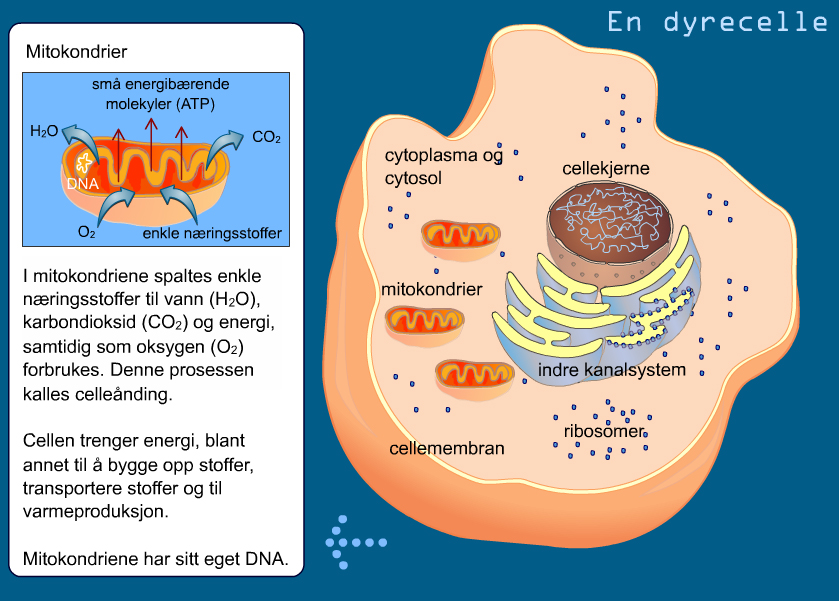 En dyrecelle
Mitokondrier
små energibærende
molekyler (ATP)
H₂O
CO₂
DNA
O₂
enkle næringsstoffer
I mitokondriene spaltes enkle
næringsstoffer til vann (H₂O),
karbondioksid (CO₂) og energi,
samtidig som oksygen (O₂)
forbrukes. Denne prosessen
kalles celleånding.
Cellen trenger energi, blant
annet til å bygge opp stoffer,
transportere stoffer og til
varmeproduksjon.
Mitokondriene har sitt eget DNA.
cytoplasma og
cytosol
cellekjerne
mitokondrier
indre kanalsystem
ribosomer
cellemembran